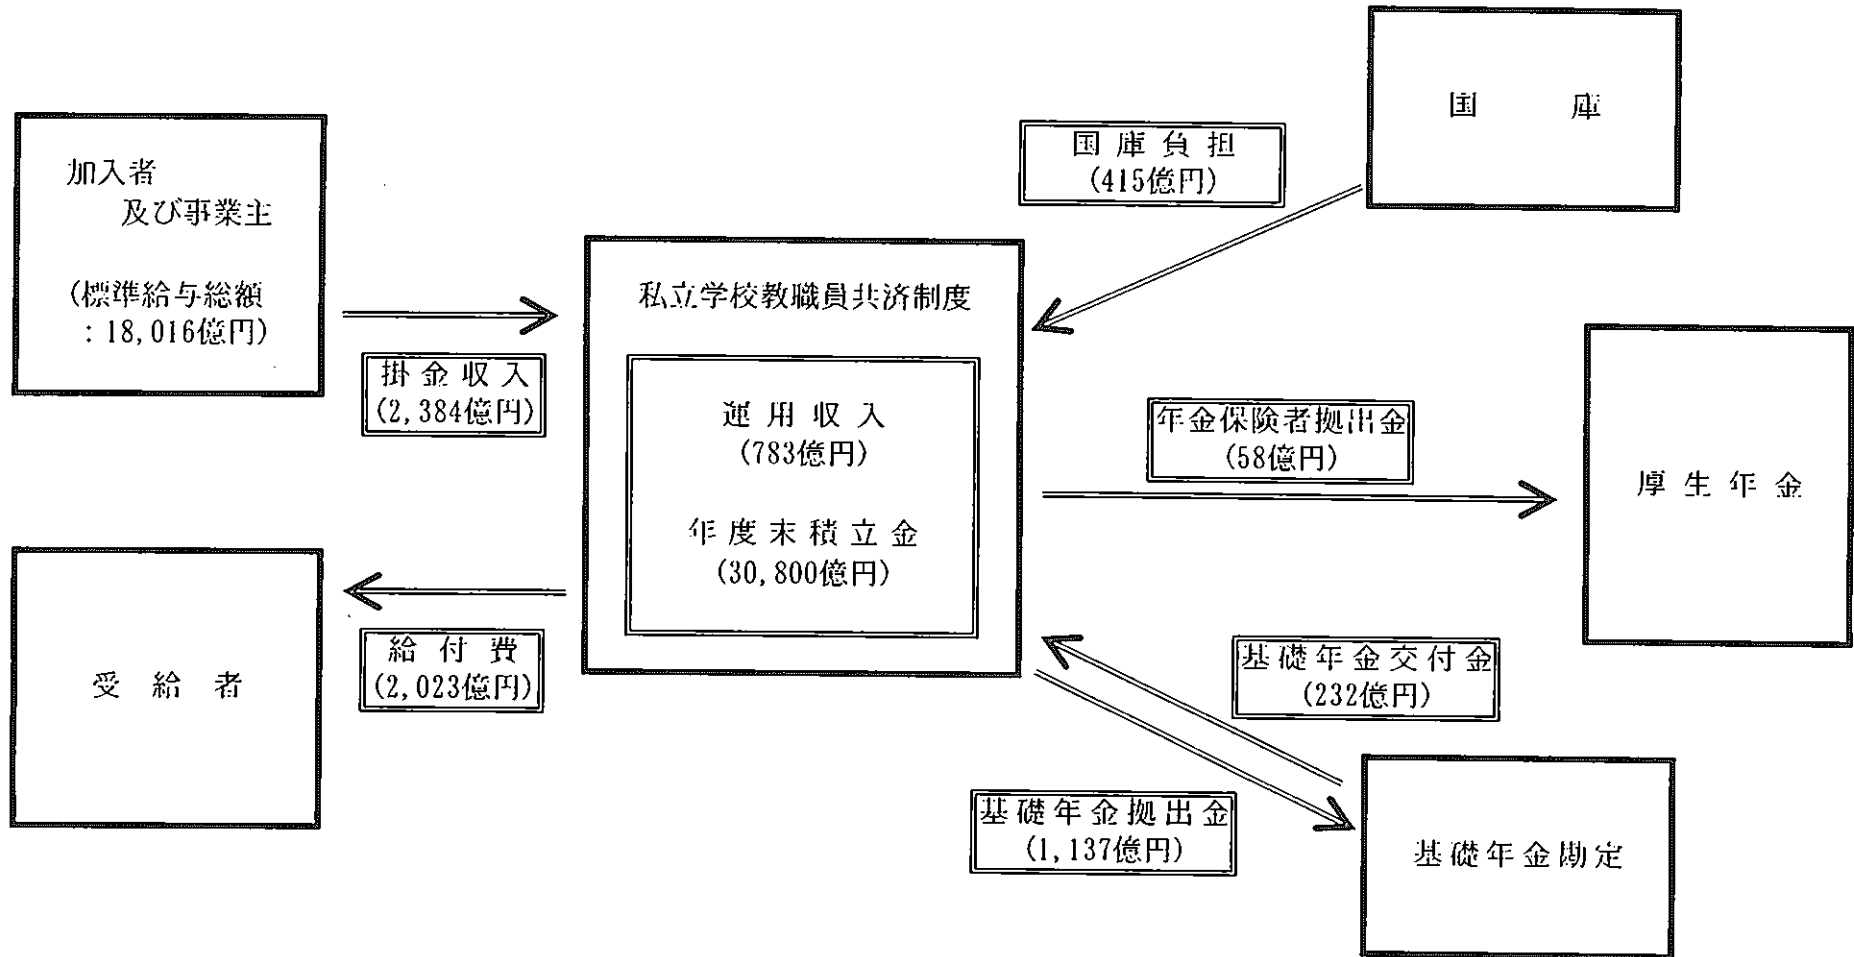 国庫
国庫負担
(415億円)
加入者
及び事業主
(標準給与総額
：18,016億円)
私立学校教職員共済制度
掛金収入
(2,384億円)
運用収入
(783億円)
年度末積立金
(30,800億円)
年金保険者拠出金
(58億円)
厚生年金
給付費
(2,023億円)
受給者
基礎年金交付金
(232億円)
基礎年金拠出金
(1,137億円)
基礎年金勘定